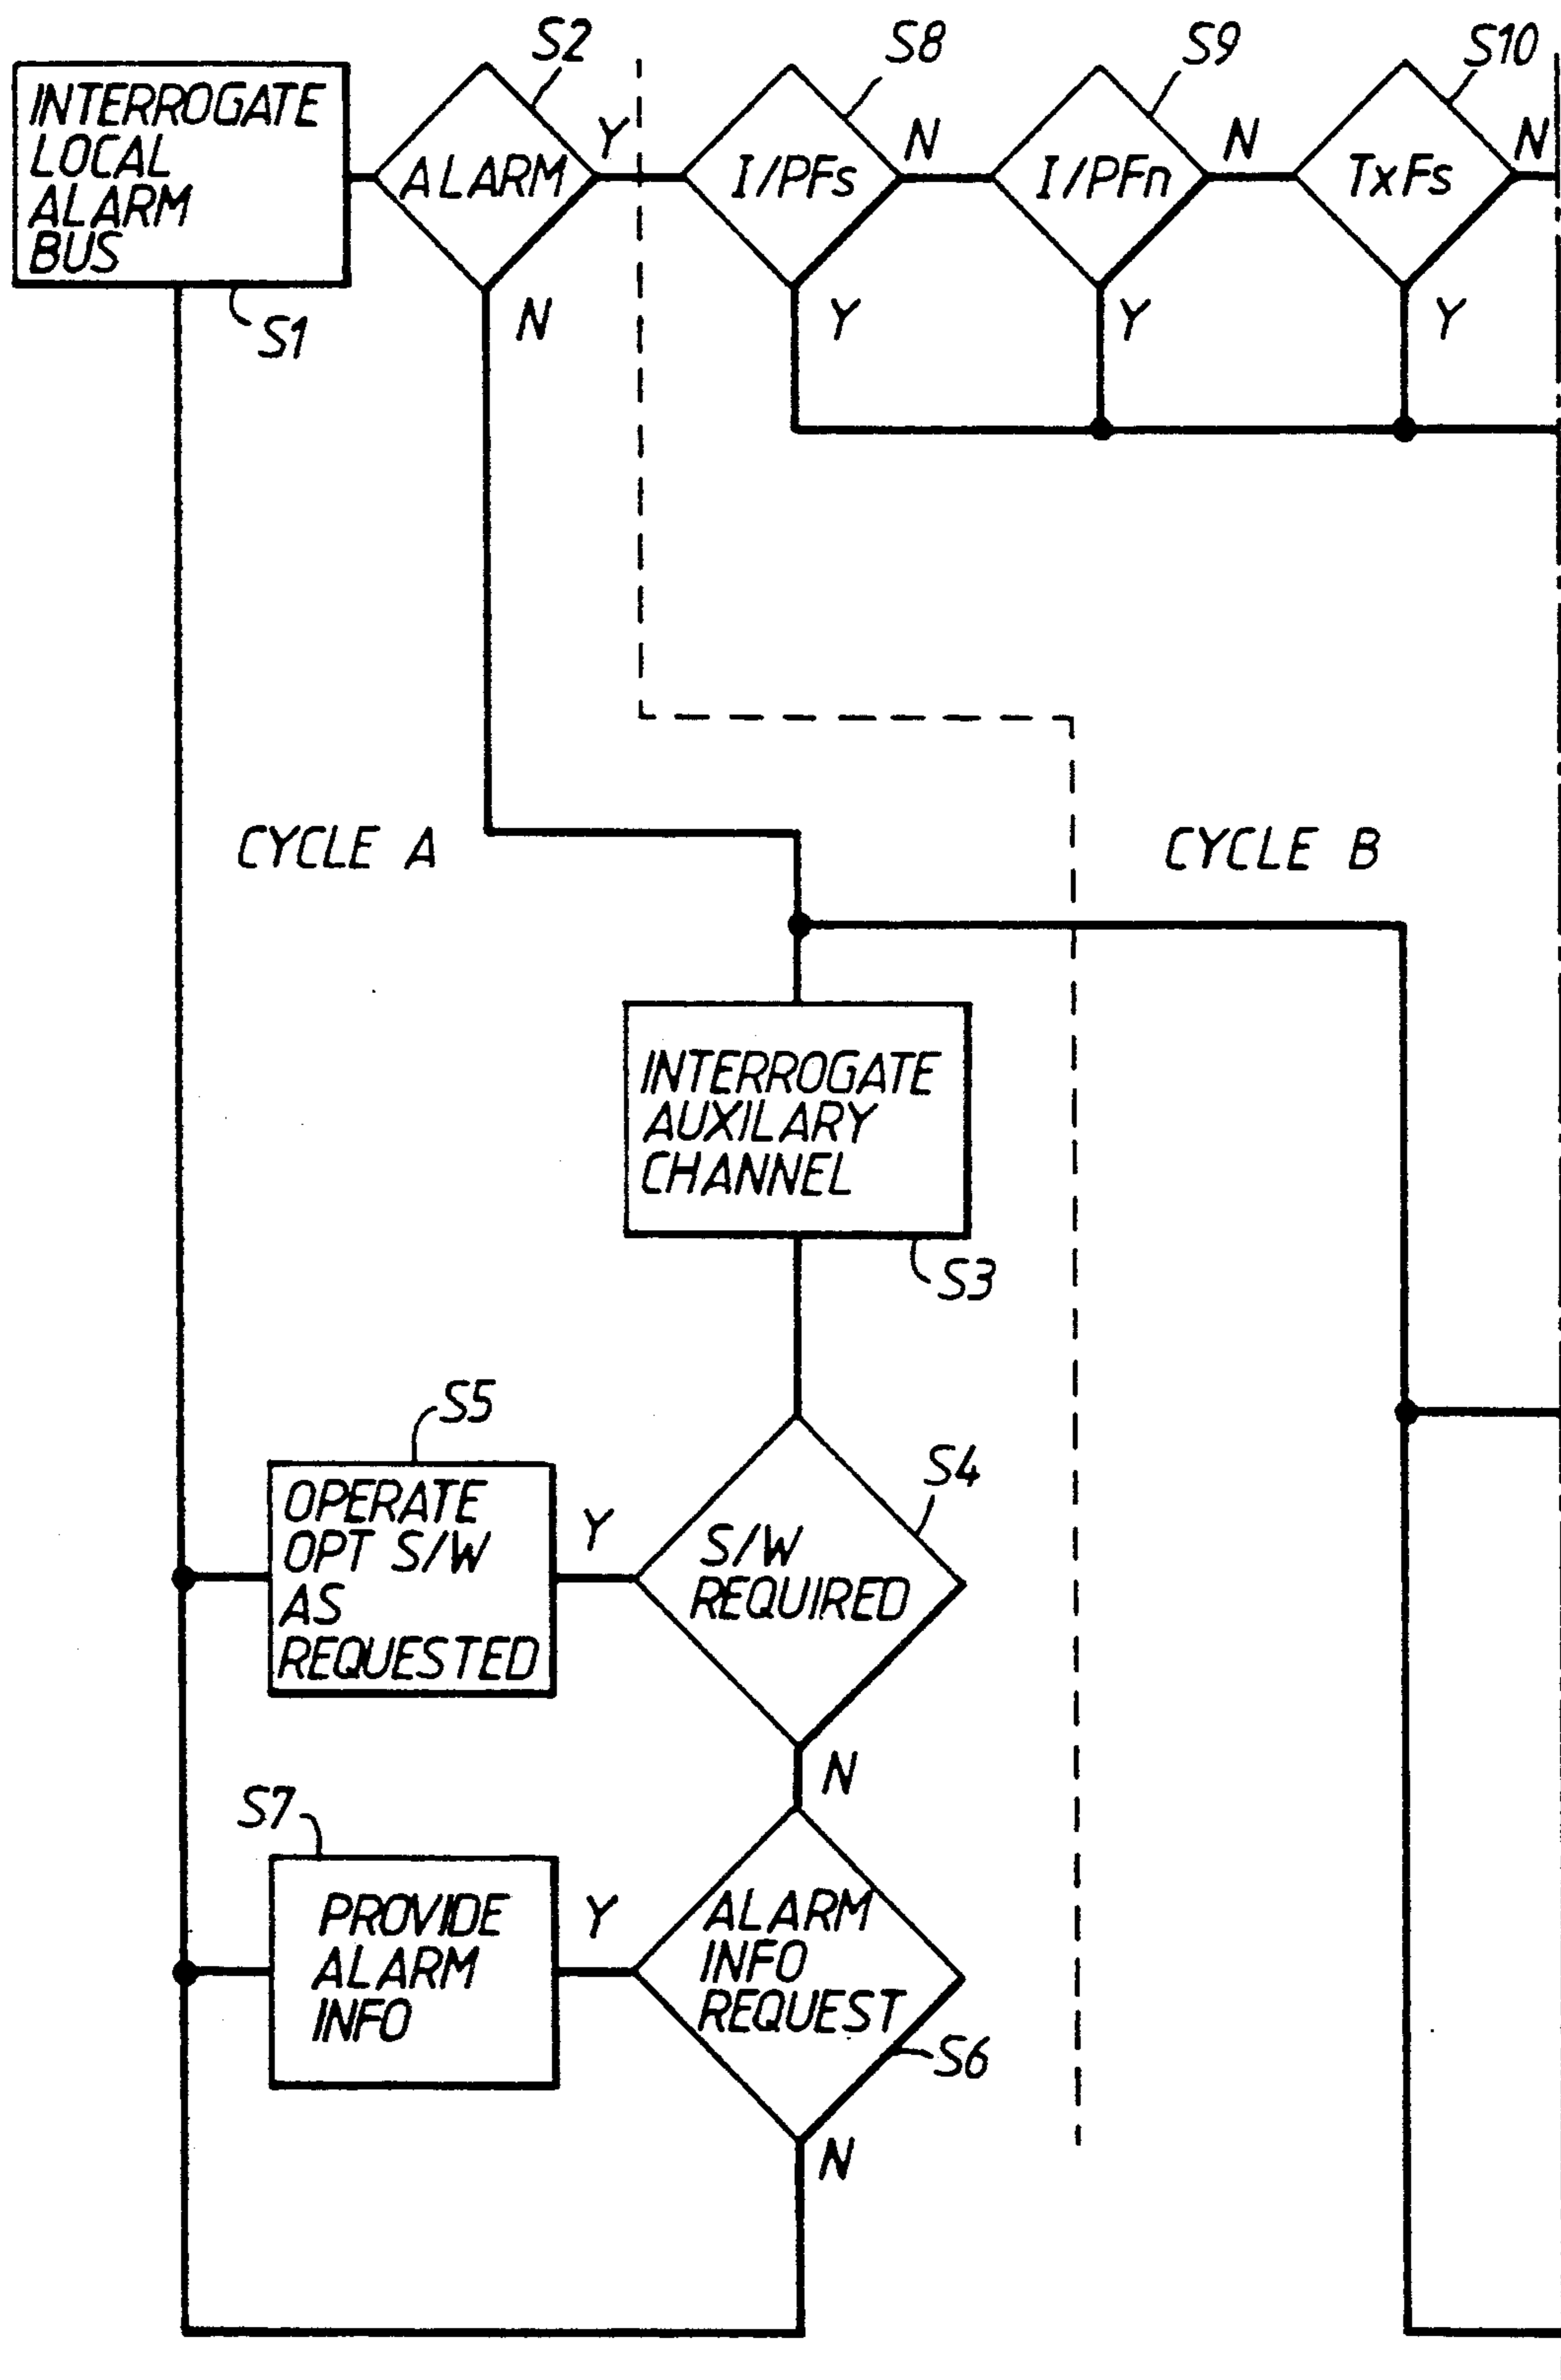 S2
S8
S9
S10
INTERROGATE
LOCAL
ALARM
BUS
ALARM
Y
I/PFs
N
I/PFn
N
TxFs
N
S1
N
Y
Y
Y
CYCLE A
CYCLE B
INTERROGATE
AUXILARY
CHANNEL
S3
S5
S4
OPERATE
OPT S/W
AS
REQUESTED
Y
S/W
REQUIRED
N
S7
PROVIDE
ALARM
INFO
Y
ALARM
INFO
REQUEST
S6
N